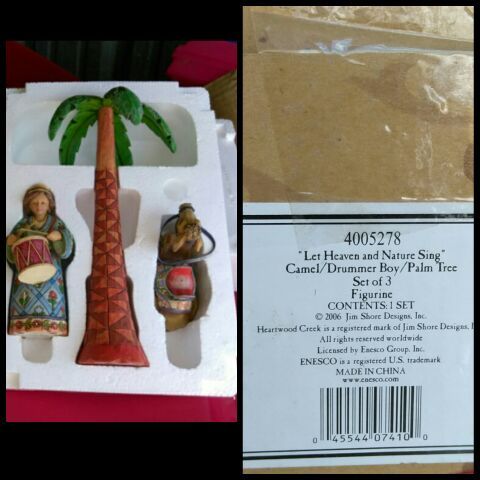 4005278
"Let Heaven and Nature Sing"
Camel/Drummer Boy/Palm Tree
Set of 3
Figurine
CONTENTS: 1 SET
© 2006 Jim Shore Designs, Inc.
Heartwood Creek is a registered mark of Jim Shore Designs, I
All rights reserved worldwide
Licensed by Enesco Group, Inc.
ENESCO is a registered U.S. trademark
MADE IN CHINA
www.enesco.com
0 45544 07410 0